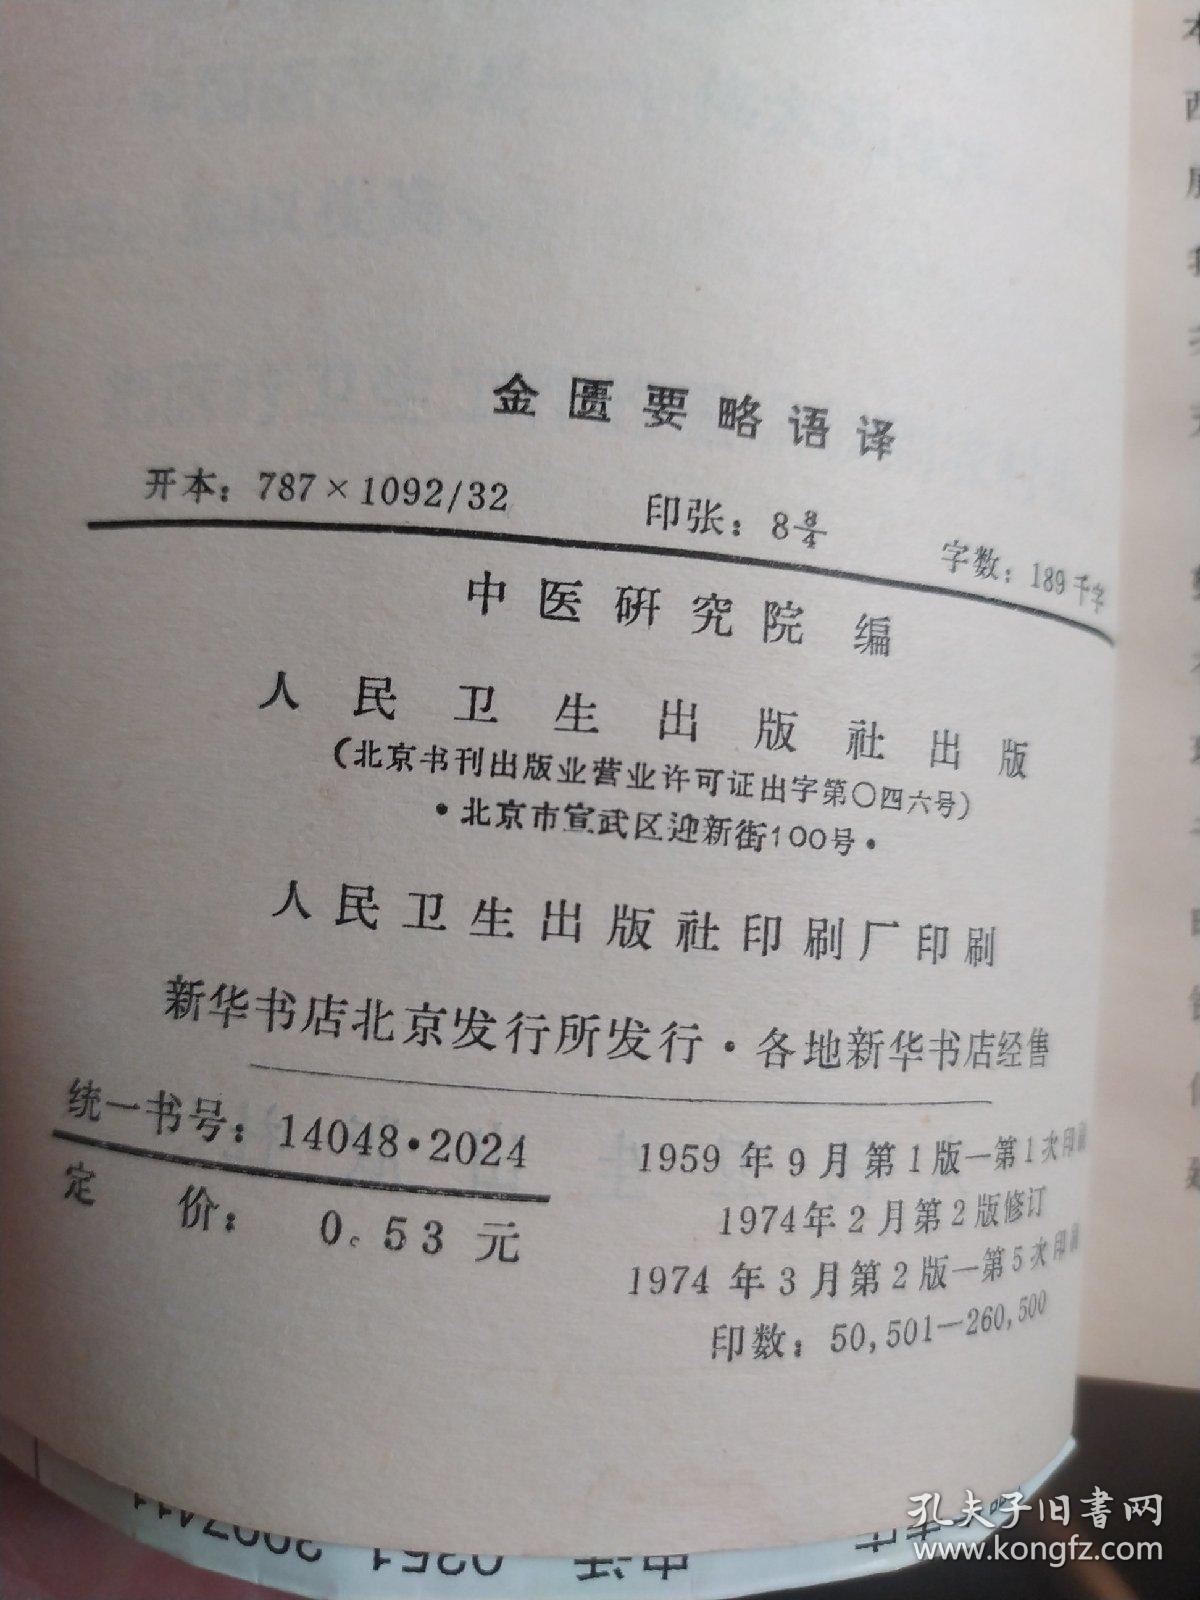 金匮要略语译
开本：787×1092/32 印张：8 8/4 字数：189千字
中医研究院 编
人民卫生出版社出版
（北京书刊出版业营业许可证出字第〇四六号）
·北京市宣武区迎新街100号·
人民卫生出版社印刷厂印刷
新华书店北京发行所发行·各地新华书店经售
统一书号：14048·2024
定 价：0.53元
1959年9月第1版—第1次印刷
1974年2月第2版修订
1974年3月第2版—第5次印刷
印数：50,501—260,500
孔夫子旧书网
www.kongfz.com